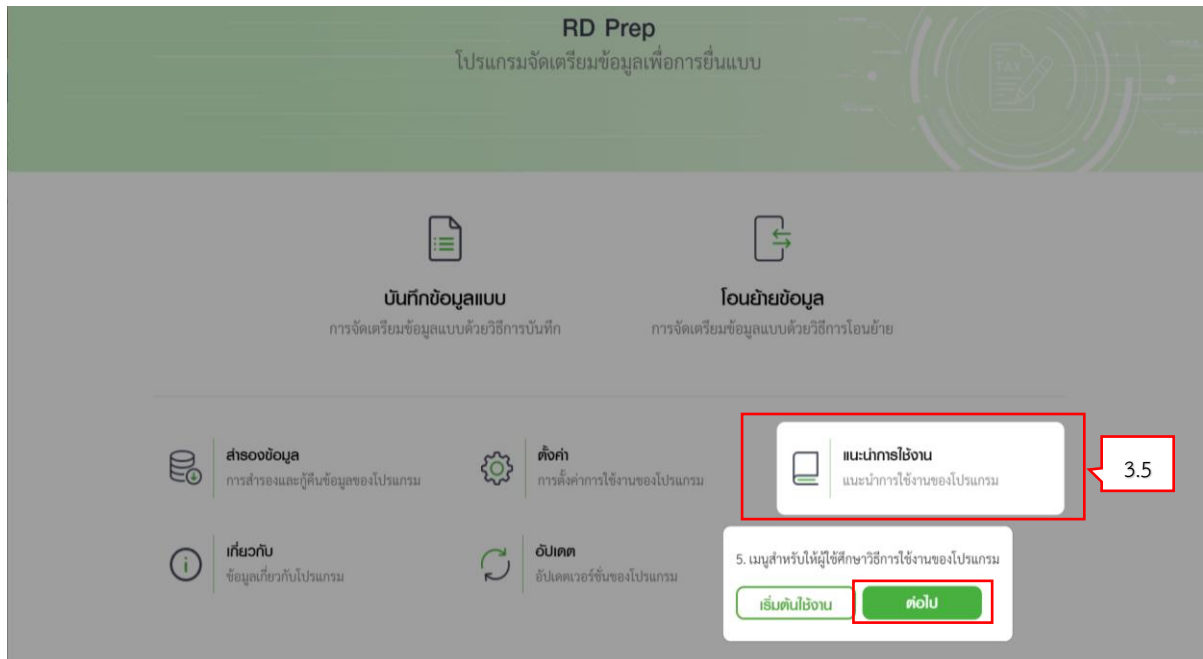 RD Prep
โปรแกรมจัดเตรียมข้อมูลเพื่อการยื่นแบบ
TAX
บันทึกข้อมูลแบบ
การจัดเตรียมข้อมูลแบบด้วยวิธีการบันทึก
โอนย้ายข้อมูล
การจัดเตรียมข้อมูลแบบด้วยวิธีการโอนย้าย
สำรองข้อมูล
การสำรองและกู้คืนข้อมูลของโปรแกรม
ตั้งค่า
การตั้งค่าการใช้งานของโปรแกรม
แนะนำการใช้งาน
แนะนำการใช้งานของโปรแกรม
3.5
เกี่ยวกับ
ข้อมูลเกี่ยวกับโปรแกรม
อัปเดต
อัปเดตเวอร์ชั่นของโปรแกรม
5. เมนูสำหรับให้ผู้ใช้ศึกษาวิธีการใช้งานของโปรแกรม
เริ่มต้นใช้งาน
ต่อไป